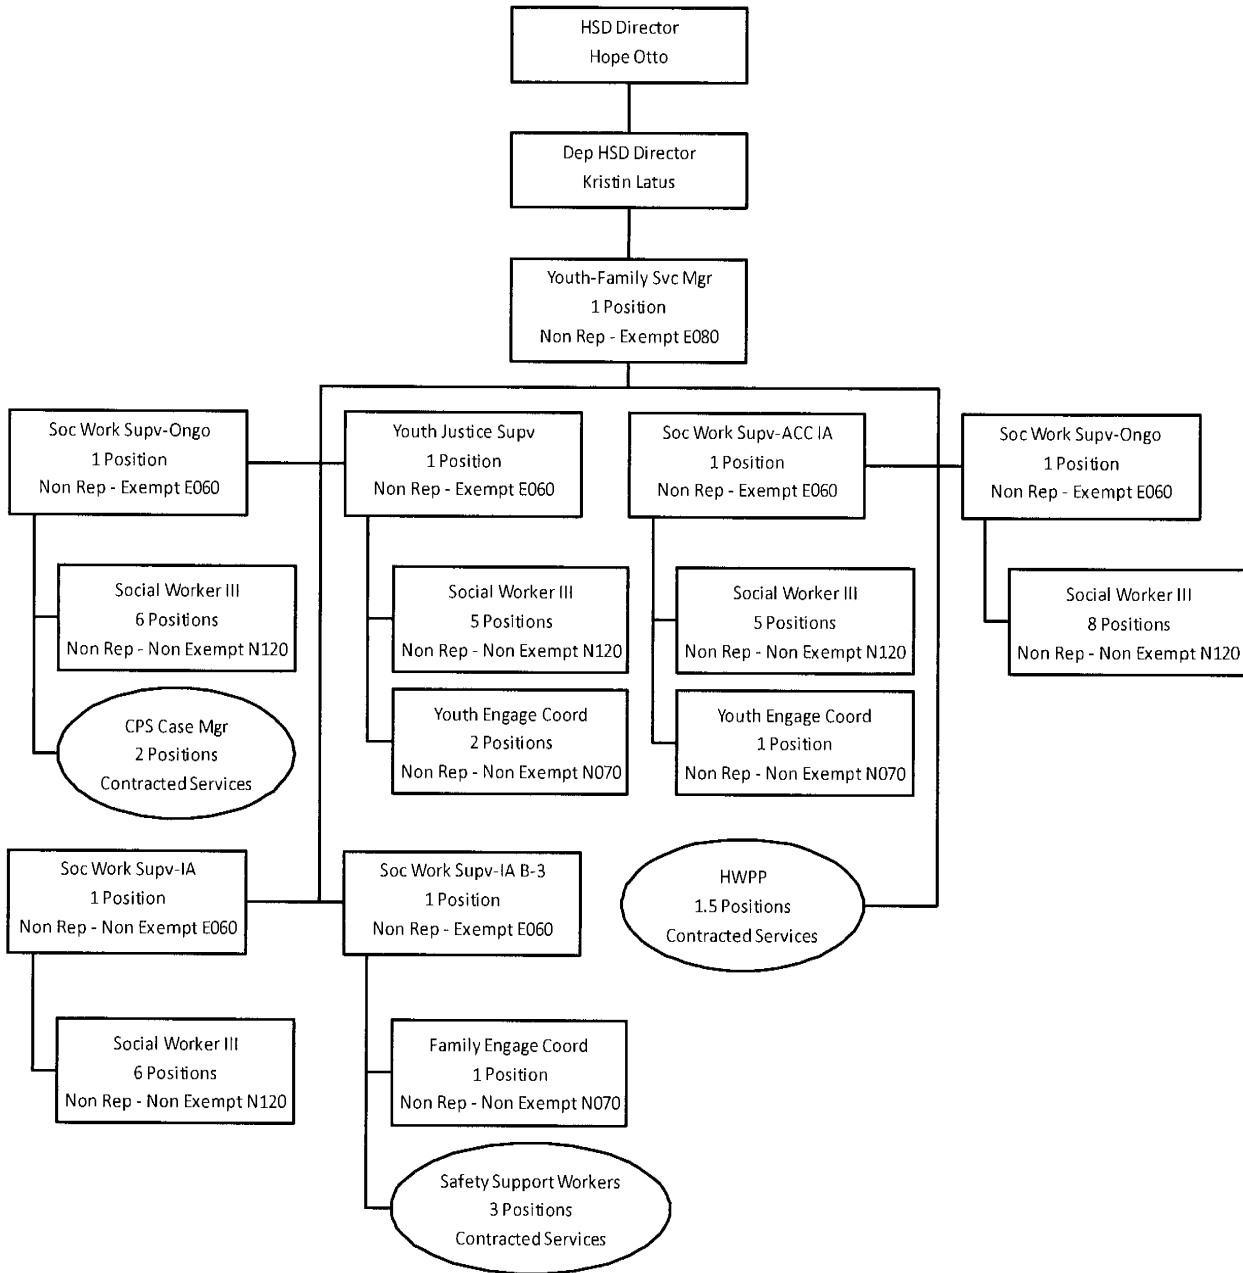 HSD Director
Hope Otto
Dep HSD Director
Kristin Latus
Youth-Family Svc Mgr
1 Position
Non Rep - Exempt E080
Soc Work Supv-Ongo
1 Position
Non Rep - Exempt E060
Youth Justice Supv
1 Position
Non Rep - Exempt E060
Soc Work Supv-ACC IA
1 Position
Non Rep - Exempt E060
Soc Work Supv-Ongo
1 Position
Non Rep - Exempt E060
Social Worker III
6 Positions
Non Rep - Non Exempt N120
Social Worker III
5 Positions
Non Rep - Non Exempt N120
Social Worker III
5 Positions
Non Rep - Non Exempt N120
Social Worker III
8 Positions
Non Rep - Non Exempt N120
CPS Case Mgr
2 Positions
Contracted Services
Youth Engage Coord
2 Positions
Non Rep - Non Exempt N070
Youth Engage Coord
1 Position
Non Rep - Non Exempt N070
Soc Work Supv-IA
1 Position
Non Rep - Non Exempt E060
Soc Work Supv-IA B-3
1 Position
Non Rep - Exempt E060
HWPP
1.5 Positions
Contracted Services
Social Worker III
6 Positions
Non Rep - Non Exempt N120
Family Engage Coord
1 Position
Non Rep - Non Exempt N070
Safety Support Workers
3 Positions
Contracted Services